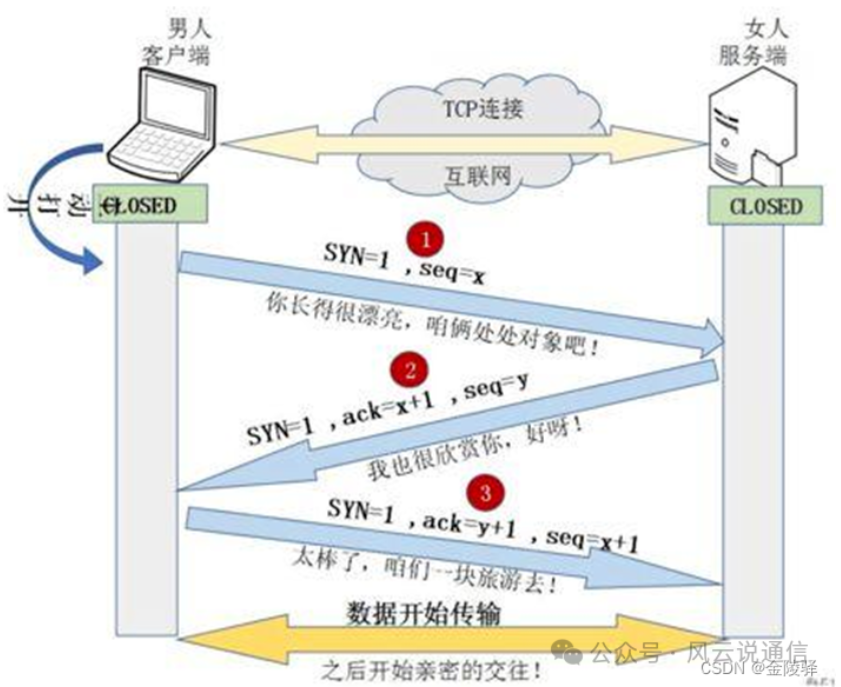 男人
客户端
女人
服务端
TCP连接
互联网
动打开
CLOSED
CLOSED
1
SYN=1 ,seq=x
你长得很漂亮，咱俩处处对象吧！
2
SYN=1 ,ack=x+1 ,seq=y
我也很欣赏你，好呀！
3
SYN=1 ,ack=y+1 ,seq=x+1
太棒了，咱们一块旅游去！
数据开始传输
之后开始亲密的交往！
公众号 · 风云说通信
CSDN @金陵驿